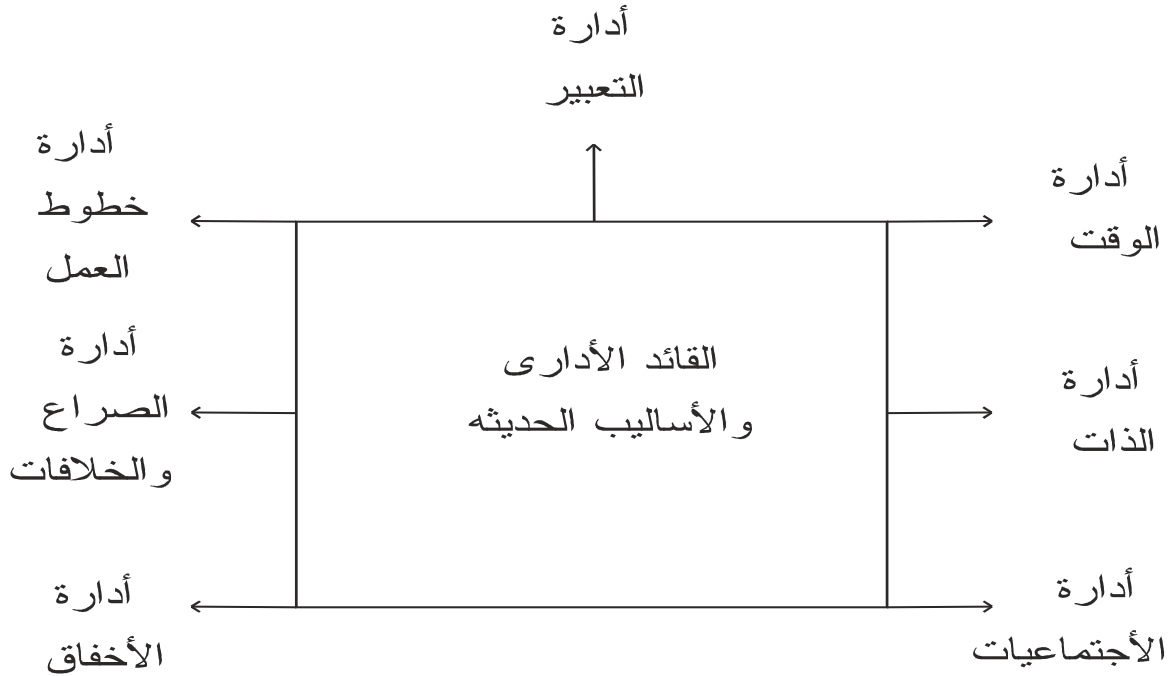 أدارة
التعبير
أدارة
الوقت
أدارة
خطوط
العمل
القائد الأدارى
والأساليب الحديثه
أدارة
الذات
أدارة
الصراع
والخلافات
أدارة
الأجتماعيات
أدارة
الأخفاق